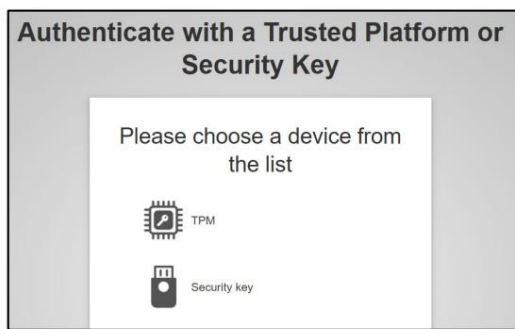 Authenticate with a Trusted Platform or
Security Key
Please choose a device from
the list
TPM
Security key